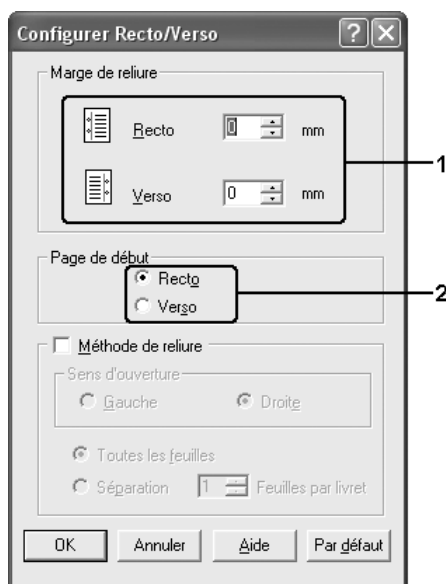 Configurer Recto/Verso
Marge de reliure
Recto 0 mm
1
Verso 0 mm
Page de début
Recto
2
Verso
Méthode de reliure
Sens d'ouverture
Gauche Droite
Toutes les feuilles
Séparation 1 Feuilles par livret
OK Annuler Aide Par défaut